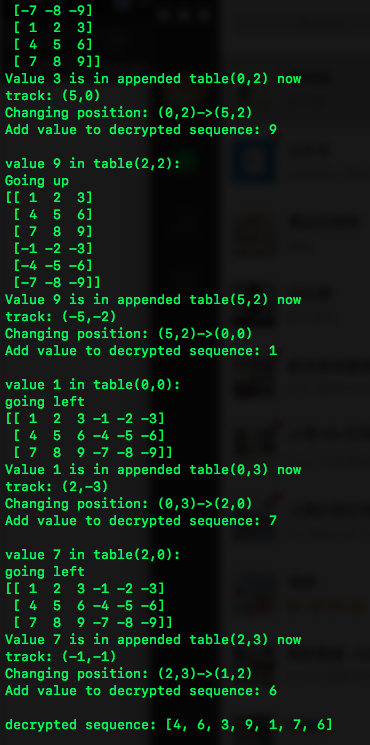 [-7 -8 -9]
[ 1 2 3]
[ 4 5 6]
[ 7 8 9]]
Value 3 is in appended table(0,2) now
track: (5,0)
Changing position: (0,2)->(5,2)
Add value to decrypted sequence: 9
value 9 in table(2,2):
Going up
[[ 1 2 3]
[ 4 5 6]
[ 7 8 9]
[-1 -2 -3]
[-4 -5 -6]
[-7 -8 -9]]
Value 9 is in appended table(5,2) now
track: (-5,-2)
Changing position: (5,2)->(0,0)
Add value to decrypted sequence: 1
value 1 in table(0,0):
going left
[[ 1 2 3 -1 -2 -3]
[ 4 5 6 -4 -5 -6]
[ 7 8 9 -7 -8 -9]]
Value 1 is in appended table(0,3) now
track: (2,-3)
Changing position: (0,3)->(2,0)
Add value to decrypted sequence: 7
value 7 in table(2,0):
going left
[[ 1 2 3 -1 -2 -3]
[ 4 5 6 -4 -5 -6]
[ 7 8 9 -7 -8 -9]]
Value 7 is in appended table(2,3) now
track: (-1,-1)
Changing position: (2,3)->(1,2)
Add value to decrypted sequence: 6
decrypted sequence: [4, 6, 3, 9, 1, 7, 6]